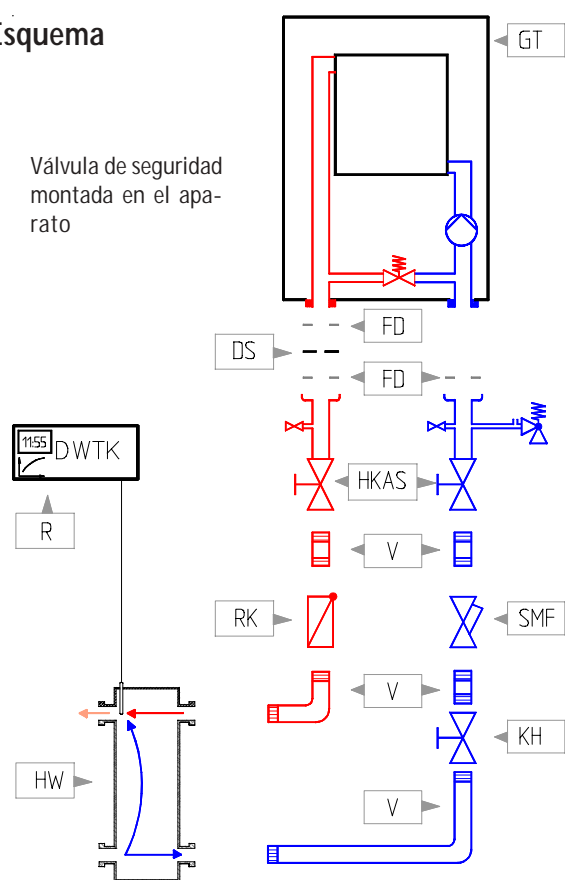 Esquema
GT
Válvula de seguridad
montada en el apa-
rato
FD
DS
FD
11:55 DWTK
HKAS
R
V
RK
SMF
V
KH
HW
V